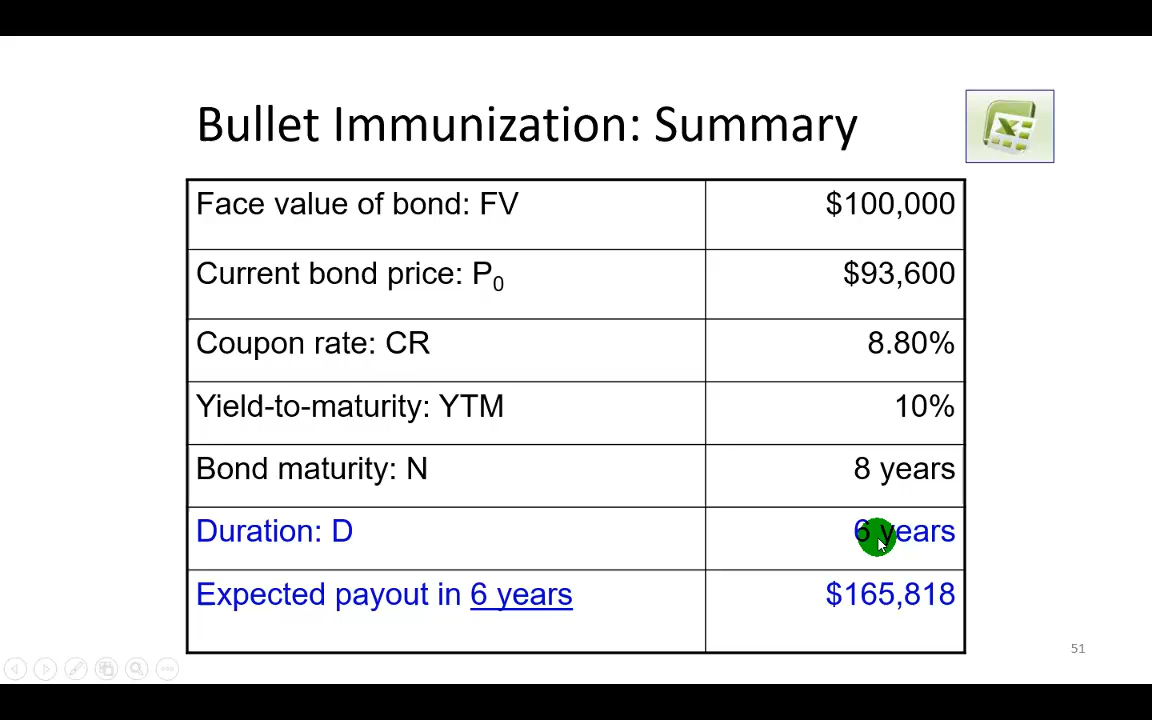 Bullet Immunization: Summary
Face value of bond: FV $100,000
Current bond price: P0 $93,600
Coupon rate: CR 8.80%
Yield-to-maturity: YTM 10%
Bond maturity: N 8 years
Duration: D 6 years
Expected payout in 6 years $165,818
51